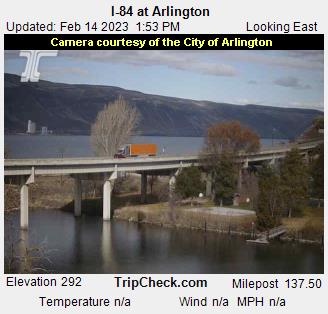 I-84 at Arlington
Updated: Feb 14 2023 1:53 PM Looking East
Camera courtesy of the City of Arlington
Elevation 292 TripCheck.com Milepost 137.50
Temperature n/a Wind n/a MPH n/a